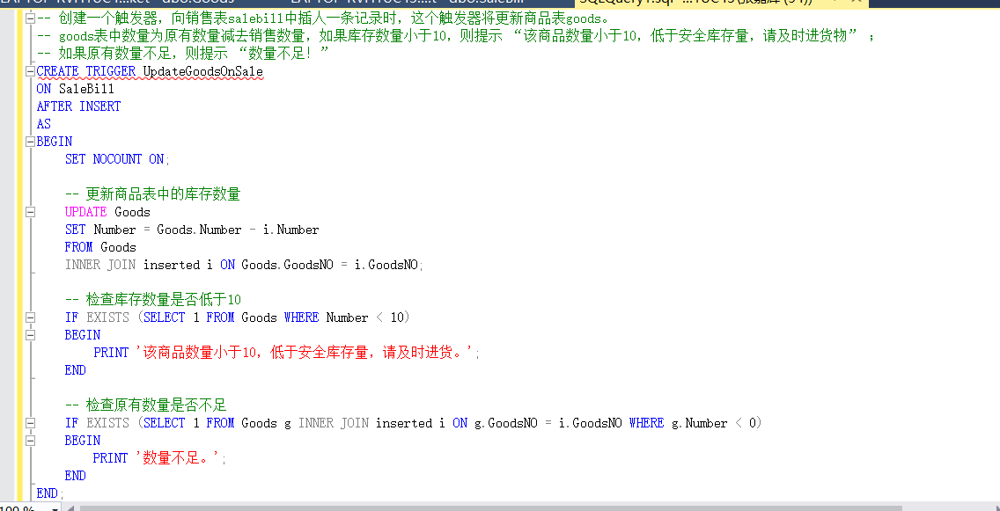 -- 创建一个触发器，向销售表salebill中插入一条记录时，这个触发器将更新商品表goods。
-- goods表中数量为原有数量减去销售数量，如果库存数量小于10，则提示 “该商品数量小于10，低于安全库存量，请及时进货物” ；
-- 如果原有数量不足，则提示 “数量不足！”
CREATE TRIGGER UpdateGoodsOnSale
ON SaleBill
AFTER INSERT
AS
BEGIN
SET NOCOUNT ON;
-- 更新商品表中的库存数量
UPDATE Goods
SET Number = Goods.Number - i.Number
FROM Goods
INNER JOIN inserted i ON Goods.GoodsNO = i.GoodsNO;
-- 检查库存数量是否低于10
IF EXISTS (SELECT 1 FROM Goods WHERE Number < 10)
BEGIN
PRINT '该商品数量小于10，低于安全库存量，请及时进货。';
END
-- 检查原有数量是否不足
IF EXISTS (SELECT 1 FROM Goods g INNER JOIN inserted i ON g.GoodsNO = i.GoodsNO WHERE g.Number < 0)
BEGIN
PRINT '数量不足。';
END
END;
100 %